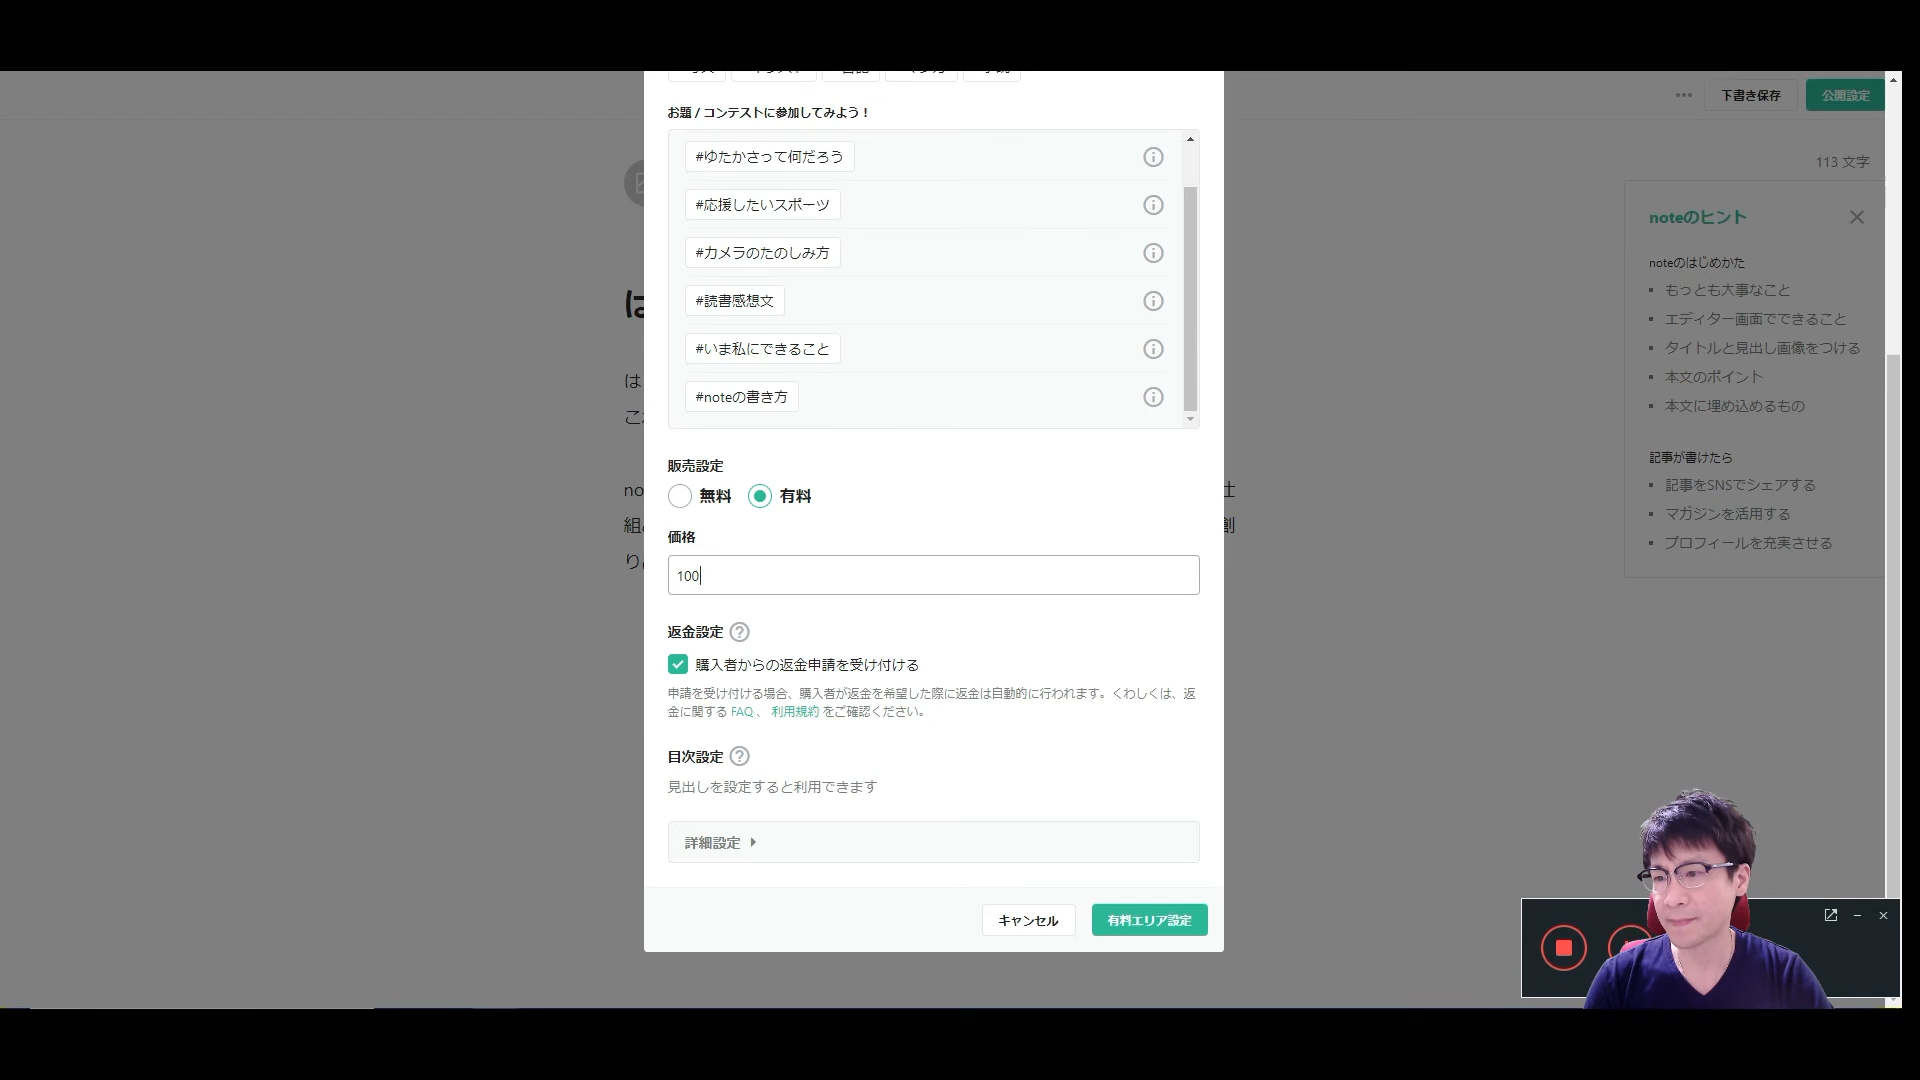 下書き保存
公開設定
お題 / コンテストに参加してみよう！
113 文字
#ゆたかさって何だろう
#応援したいスポーツ
#カメラのたのしみ方
#読書感想文
#いま私にできること
#noteの書き方
noteのヒント
noteのはじめかた
もっとも大事なこと
エディター画面でできること
タイトルと見出し画像をつける
本文のポイント
本文に埋め込めるもの
記事が書けたら
記事をSNSでシェアする
マガジンを活用する
プロフィールを充実させる
は
は
no
仕
組
創
り
販売設定
無料
有料
価格
100
返金設定
購入者からの返金申請を受け付ける
申請を受け付ける場合、購入者が返金を希望した際に返金は自動的に行われます。くわしくは、返
金に関する FAQ 、 利用規約 をご確認ください。
目次設定
見出しを設定すると利用できます
詳細設定
キャンセル
有料エリア設定